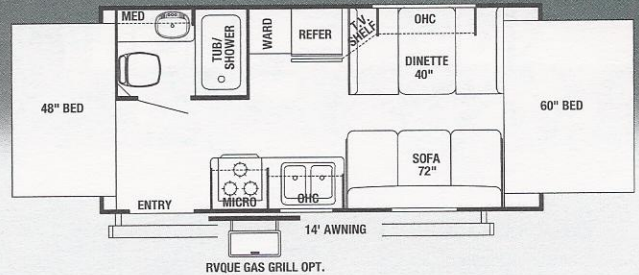 MED
TUB/
SHOWER
WARD
REFER
T.V
SHELF
OHC
DINETTE
40"
48" BED
60" BED
SOFA
72"
MICRO
OHC
ENTRY
14' AWNING
RVQUE GAS GRILL OPT.